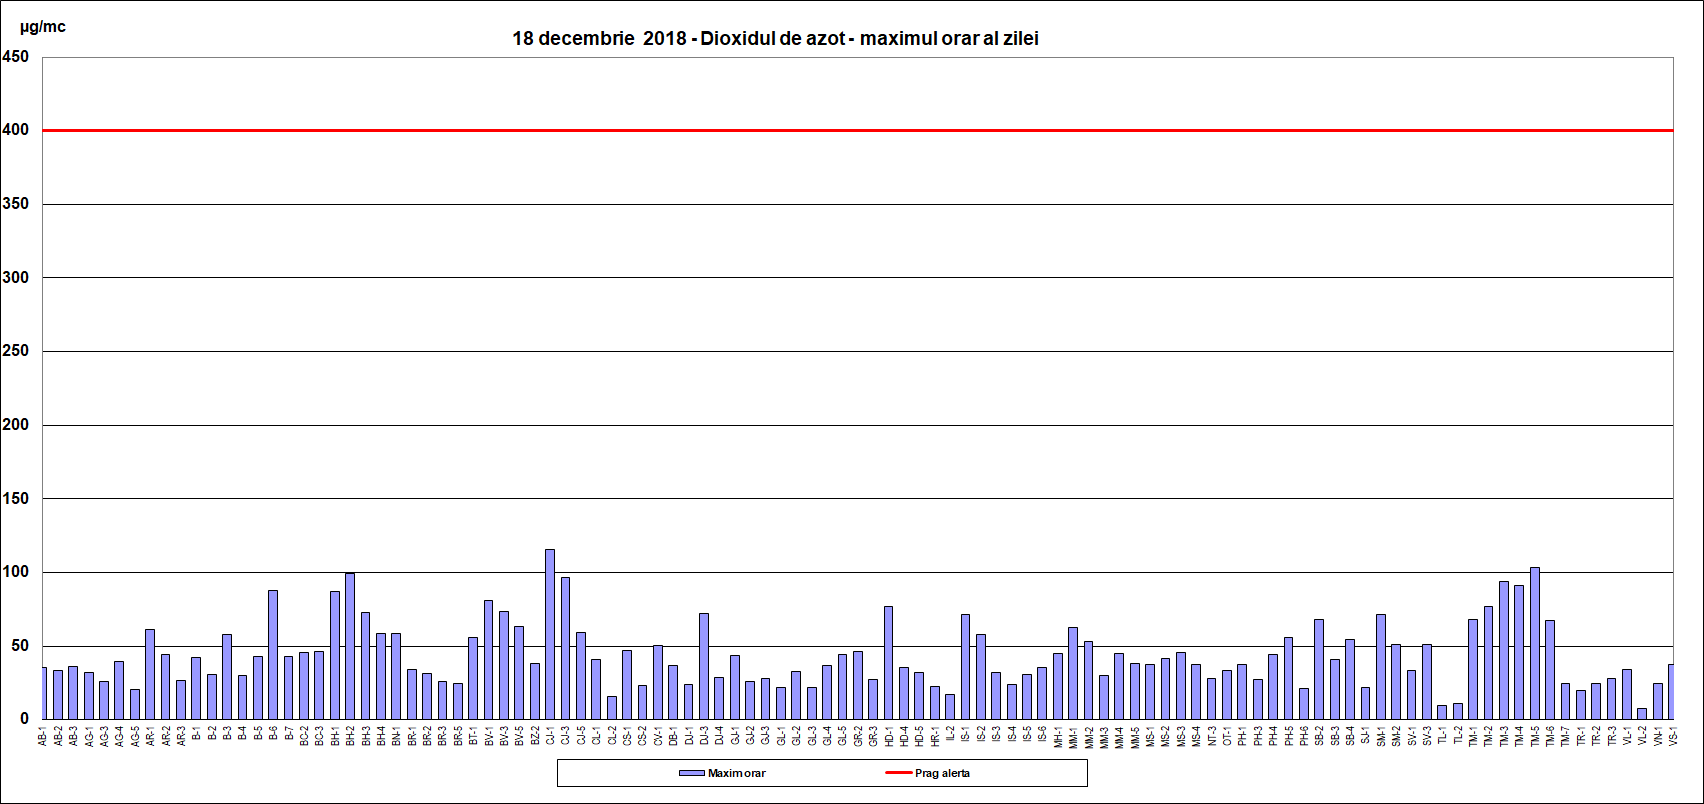 µg/mc
18 decembrie 2018 - Dioxidul de azot - maximul orar al zilei
450
400
350
300
250
200
150
100
50
0
AB-1 AB-2 AB-3 AG-1 AG-3 AG-4 AG-5 AR-1 AR-2 AR-3 B-1 B-2 B-3 B-4 B-5 B-6 B-7 BC-2 BC-3 BH-1 BH-2 BH-3 BH-4 BN-1 BR-1 BR-2 BR-3 BR-5 BT-1 BV-1 BV-3 BV-5 BZ-2 CJ-1 CJ-3 CJ-5 CL-1 CL-2 CS-1 CS-2 CV-1 DB-1 DJ-1 DJ-3 DJ-4 GJ-1 GJ-2 GJ-3 GL-1 GL-2 GL-3 GL-4 GL-5 GR-2 GR-3 HD-1 HD-4 HD-5 HR-1 IL-2 IS-1 IS-2 IS-3 IS-4 IS-5 IS-6 MH-1 MM-1 MM-2 MM-3 MM-4 MM-5 MS-1 MS-2 MS-3 MS-4 NT-3 OT-1 PH-1 PH-3 PH-4 PH-5 PH-6 SB-2 SB-3 SB-4 SJ-1 SM-1 SM-2 SV-1 SV-3 TL-1 TL-2 TM-1 TM-2 TM-3 TM-4 TM-5 TM-6 TM-7 TR-1 TR-2 TR-3 VL-1 VL-2 VN-1 VS-1
Maxim orar Prag alerta